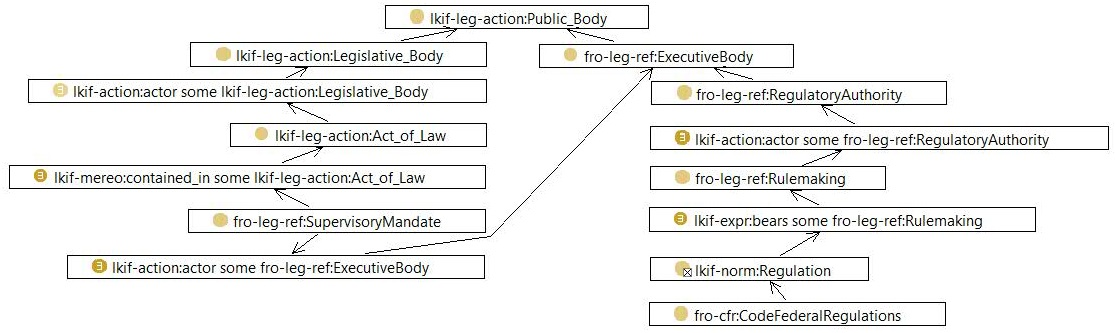 lkif-leg-action:Public_Body
lkif-leg-action:Legislative_Body
fro-leg-ref:ExecutiveBody
lkif-action:actor some lkif-leg-action:Legislative_Body
fro-leg-ref:RegulatoryAuthority
lkif-leg-action:Act_of_Law
lkif-action:actor some fro-leg-ref:RegulatoryAuthority
lkif-mereo:contained_in some lkif-leg-action:Act_of_Law
fro-leg-ref:Rulemaking
fro-leg-ref:SupervisoryMandate
lkif-expr:bears some fro-leg-ref:Rulemaking
lkif-action:actor some fro-leg-ref:ExecutiveBody
lkif-norm:Regulation
fro-cfr:CodeFederalRegulations